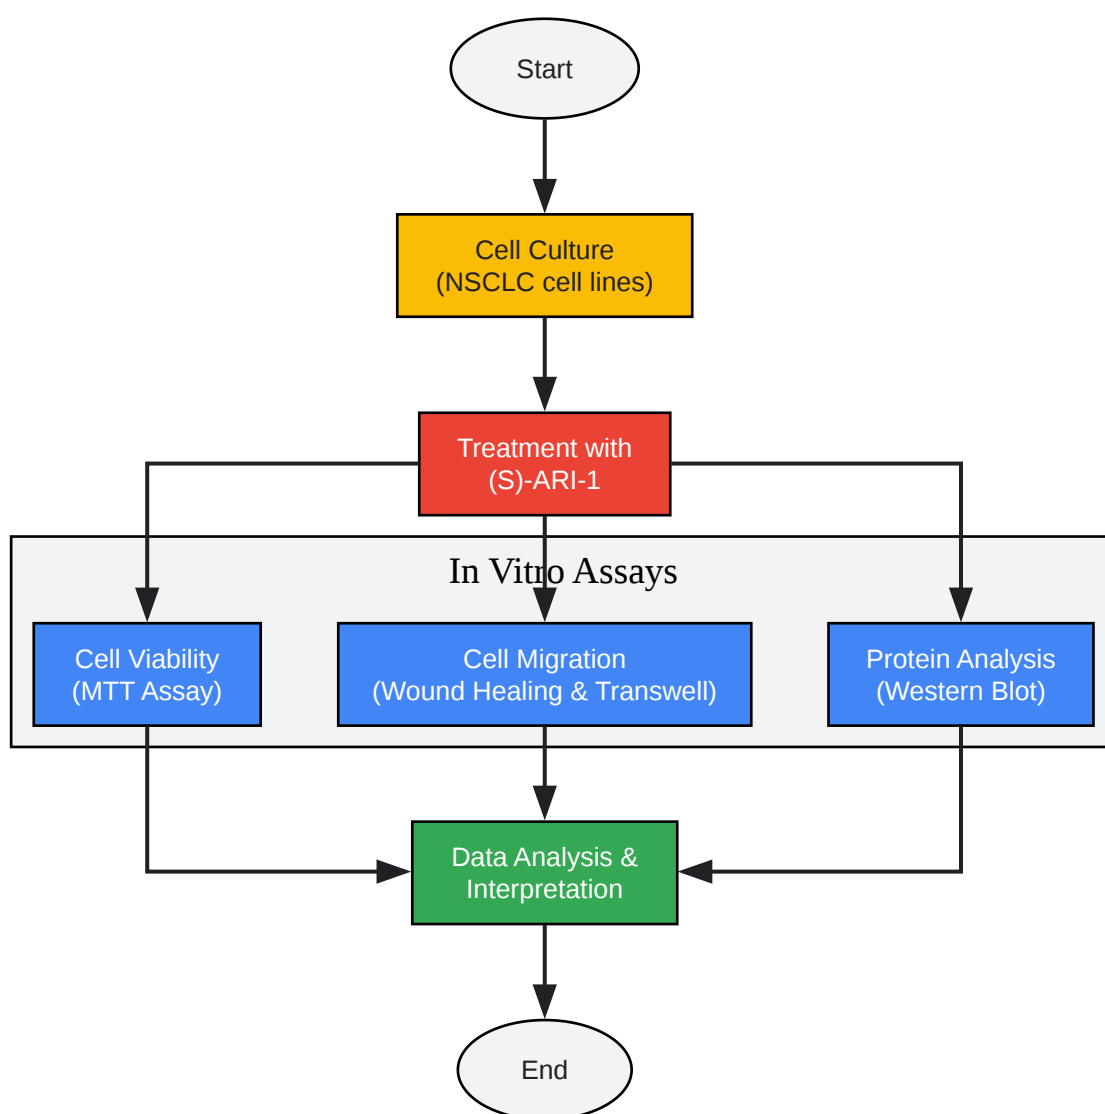 Start
Cell Culture
(NSCLC cell lines)
Treatment with
(S)-ARI-1
In Vitro Assays
Cell Viability
(MTT Assay)
Cell Migration
(Wound Healing & Transwell)
Protein Analysis
(Western Blot)
Data Analysis &
Interpretation
End